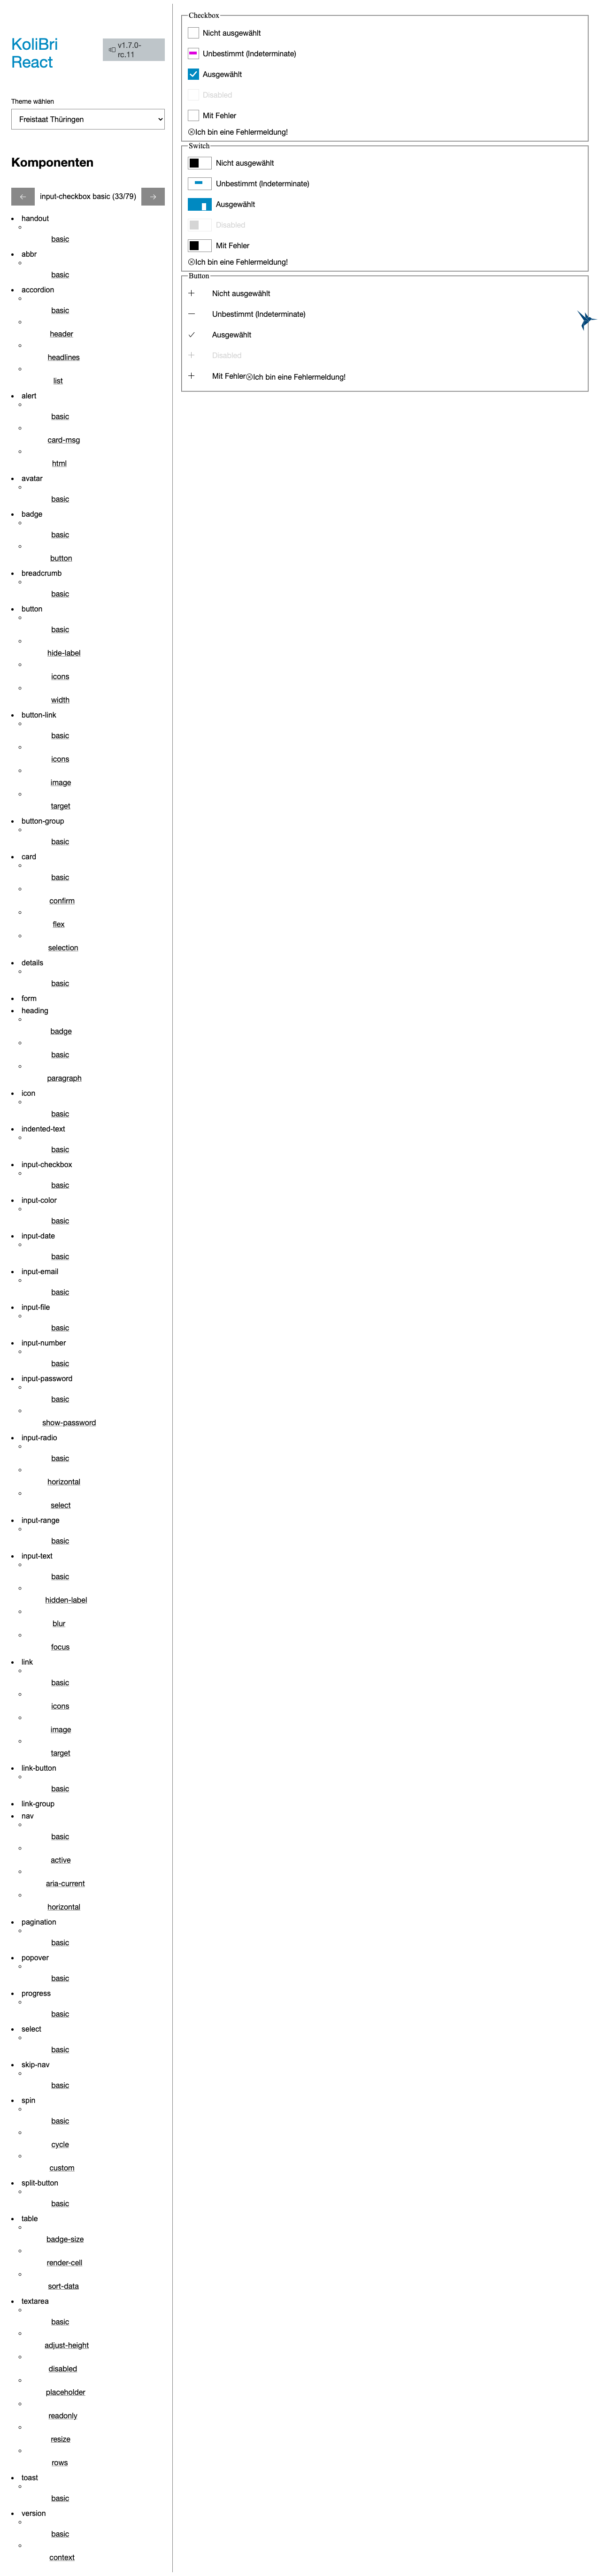 KoliBri
React
v1.7.0-
rc.11
Theme wählen
Freistaat Thüringen
Komponenten
input-checkbox basic (33/79)
handout
basic
abbr
basic
accordion
basic
header
headlines
list
alert
basic
card-msg
html
avatar
basic
badge
basic
button
breadcrumb
basic
button
basic
hide-label
icons
width
button-link
basic
icons
image
target
button-group
basic
card
basic
confirm
flex
selection
details
basic
form
heading
badge
basic
paragraph
icon
basic
indented-text
basic
input-checkbox
basic
input-color
basic
input-date
basic
input-email
basic
input-file
basic
input-number
basic
input-password
basic
show-password
input-radio
basic
horizontal
select
input-range
basic
input-text
basic
hidden-label
blur
focus
link
basic
icons
image
target
link-button
basic
link-group
nav
basic
active
aria-current
horizontal
pagination
basic
popover
basic
progress
basic
select
basic
skip-nav
basic
spin
basic
cycle
custom
split-button
basic
table
badge-size
render-cell
sort-data
textarea
basic
adjust-height
disabled
placeholder
readonly
resize
rows
toast
basic
version
basic
context
Checkbox
Nicht ausgewählt
Unbestimmt (Indeterminate)
Ausgewählt
Disabled
Mit Fehler
Ich bin eine Fehlermeldung!
Switch
Nicht ausgewählt
Unbestimmt (Indeterminate)
Ausgewählt
Disabled
Mit Fehler
Ich bin eine Fehlermeldung!
Button
Nicht ausgewählt
Unbestimmt (Indeterminate)
Ausgewählt
Disabled
Mit Fehler Ich bin eine Fehlermeldung!